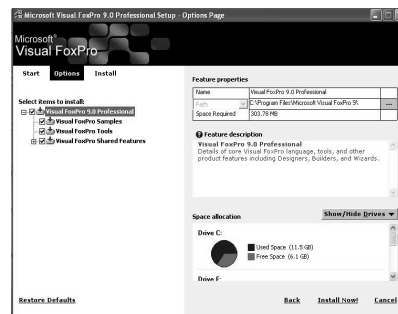 Microsoft Visual FoxPro 9.0 Professional Setup - Options Page
Microsoft®
Visual FoxPro
Start Options Install
Select items to install:
Visual FoxPro 9.0 Professional
Visual FoxPro Samples
Visual FoxPro Tools
Visual FoxPro Shared Features
Feature properties
Name Visual FoxPro 9.0 Professional
Path C:\Program Files\Microsoft Visual FoxPro 9\ ...
Space Required 303.78 MB
Feature description
Visual FoxPro 9.0 Professional
Details of core Visual FoxPro language, tools, and other
product features including Designers, Builders, and Wizards.
Space allocation Show/Hide Drives
Drive C:
Used Space (11.5 GB)
Free Space (6.1 GB)
Drive F:
Restore Defaults Back Install Now! Cancel